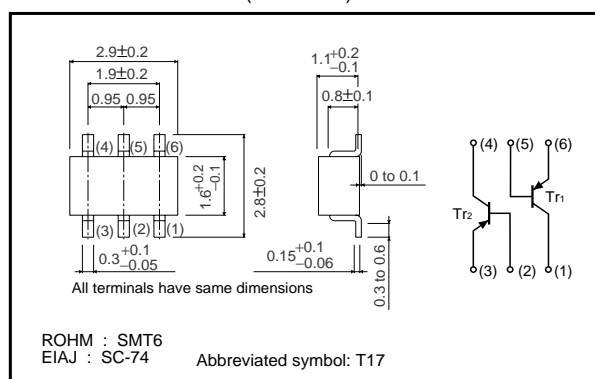 2.9±0.2
1.9±0.2
0.95 0.95
(4) (5) (6)
1.6+0.2−0.1
2.8±0.2
(3) (2) (1)
0.3+0.1−0.05
All terminals have same dimensions
1.1+0.2−0.1
0.8±0.1
0 to 0.1
0.15+0.1−0.06
0.3 to 0.6
(4) (5) (6)
Tr1
Tr2
(3) (2) (1)
ROHM : SMT6
EIAJ : SC-74
Abbreviated symbol: T17